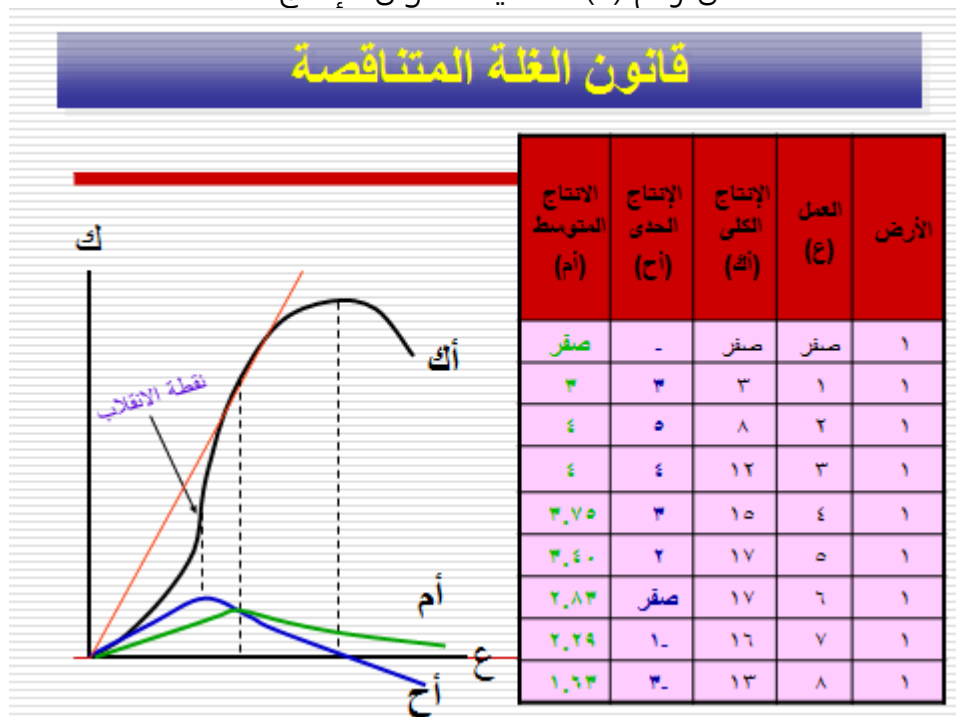 قانون الغلة المتناقصة
الأرض العمل (ع) الإنتاج الكلى (أك) الإنتاج الحدى (أح) الانتاج المتوسط (أم)
١ صفر صفر - صفر
١ ١ ٣ ٣ ٣
١ ٢ ٨ ٥ ٤
١ ٣ ١٢ ٤ ٤
١ ٤ ١٥ ٣ ٣.٧٥
١ ٥ ١٧ ٢ ٣.٤٠
١ ٦ ١٧ صفر ٢.٨٣
١ ٧ ١٦ -١ ٢.٢٩
١ ٨ ١٣ -٣ ١.٦٣
ك
أك
نقطة الانقلاب
أم
ع
أح